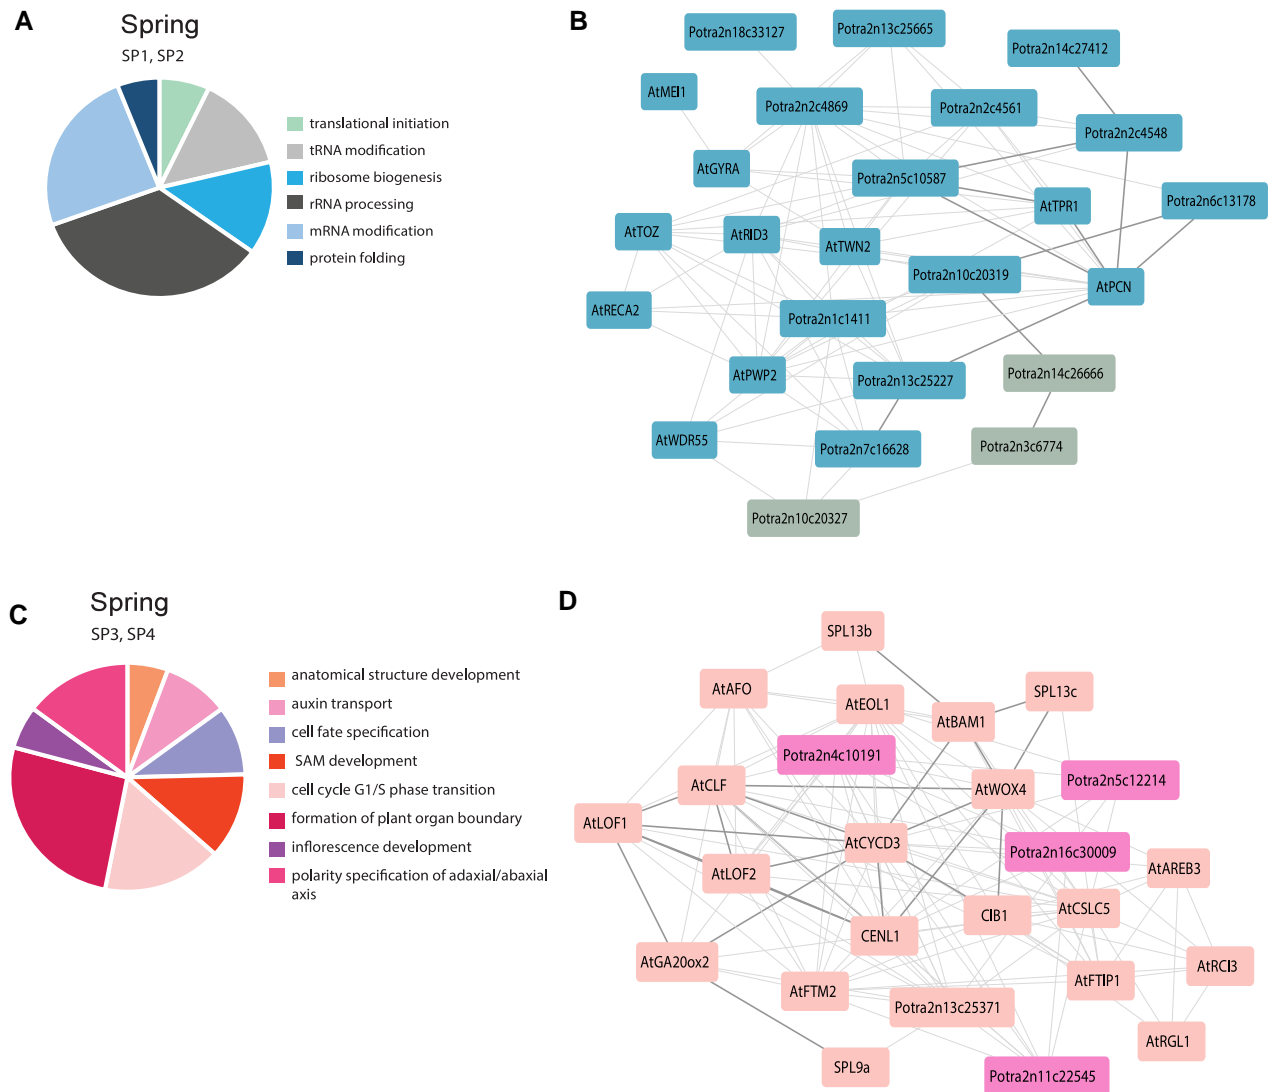 A
Spring
SP1, SP2
translational initiation
tRNA modification
ribosome biogenesis
rRNA processing
mRNA modification
protein folding
B
Potra2n18c33127
Potra2n13c25665
Potra2n14c27412
AtMEI1
Potra2n2c4869
Potra2n2c4561
Potra2n2c4548
AtGYRA
Potra2n5c10587
AtTPR1
Potra2n6c13178
AtTOZ
AtRID3
AtTWN2
Potra2n10c20319
AtPCN
AtRECA2
Potra2n1c1411
AtPWP2
Potra2n13c25227
Potra2n14c26666
AtWDR55
Potra2n7c16628
Potra2n3c6774
Potra2n10c20327
C
Spring
SP3, SP4
anatomical structure development
auxin transport
cell fate specification
SAM development
cell cycle G1/S phase transition
formation of plant organ boundary
inflorescence development
polarity specification of adaxial/abaxial
axis
D
SPL13b
AtAFO
AtEOL1
AtBAM1
SPL13c
Potra2n4c10191
AtCLF
AtWOX4
Potra2n5c12214
AtLOF1
AtCYCD3
Potra2n16c30009
AtLOF2
AtAREB3
CENL1
CIB1
AtCSLC5
AtGA20ox2
AtFTM2
Potra2n13c25371
AtFTIP1
AtRCI3
SPL9a
AtRGL1
Potra2n11c22545